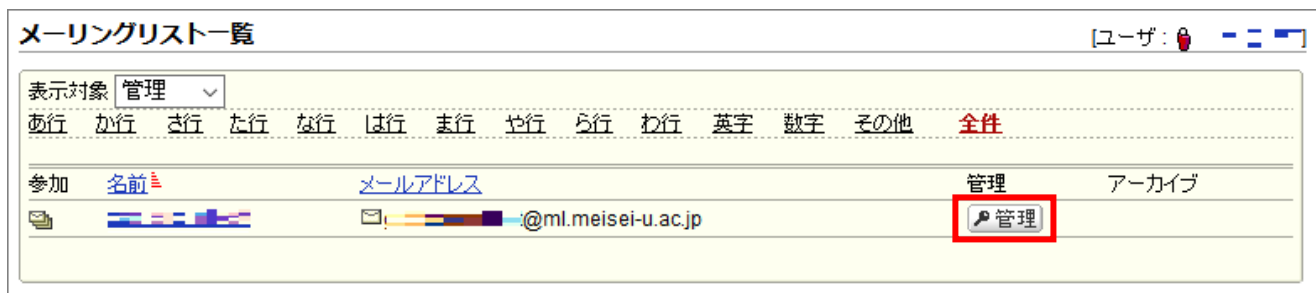 メーリングリスト一覧 [ユーザ:
表示対象 管理
あ行 か行 さ行 た行 な行 は行 ま行 や行 ら行 わ行 英字 数字 その他 全件
参加 名前 メールアドレス 管理 アーカイブ
@ml.meisei-u.ac.jp 管理